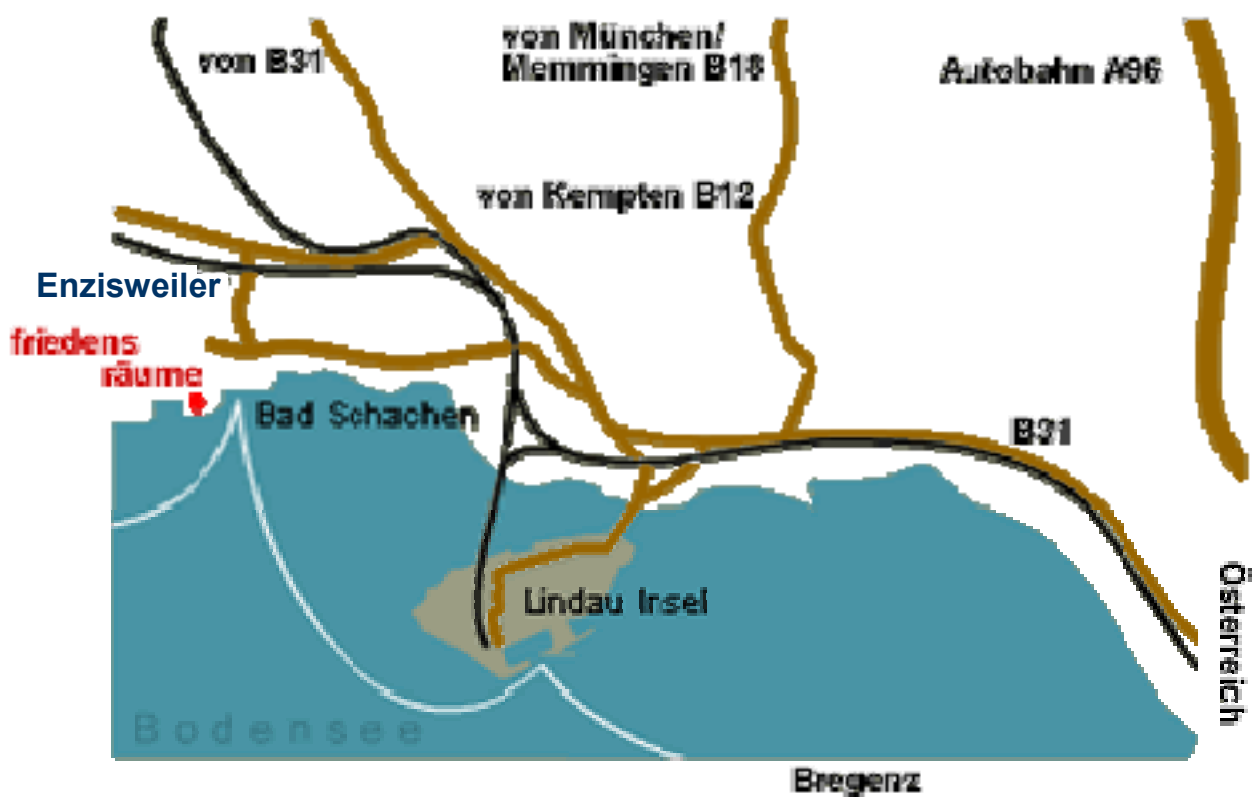 von B31
von München/
Memmingen B18
Autobahn A96
von Kempten B12
Enzisweiler
friedens
räume
Bad Schachen
B31
Lindau Insel
Österreich
Bodensee
Bregenz